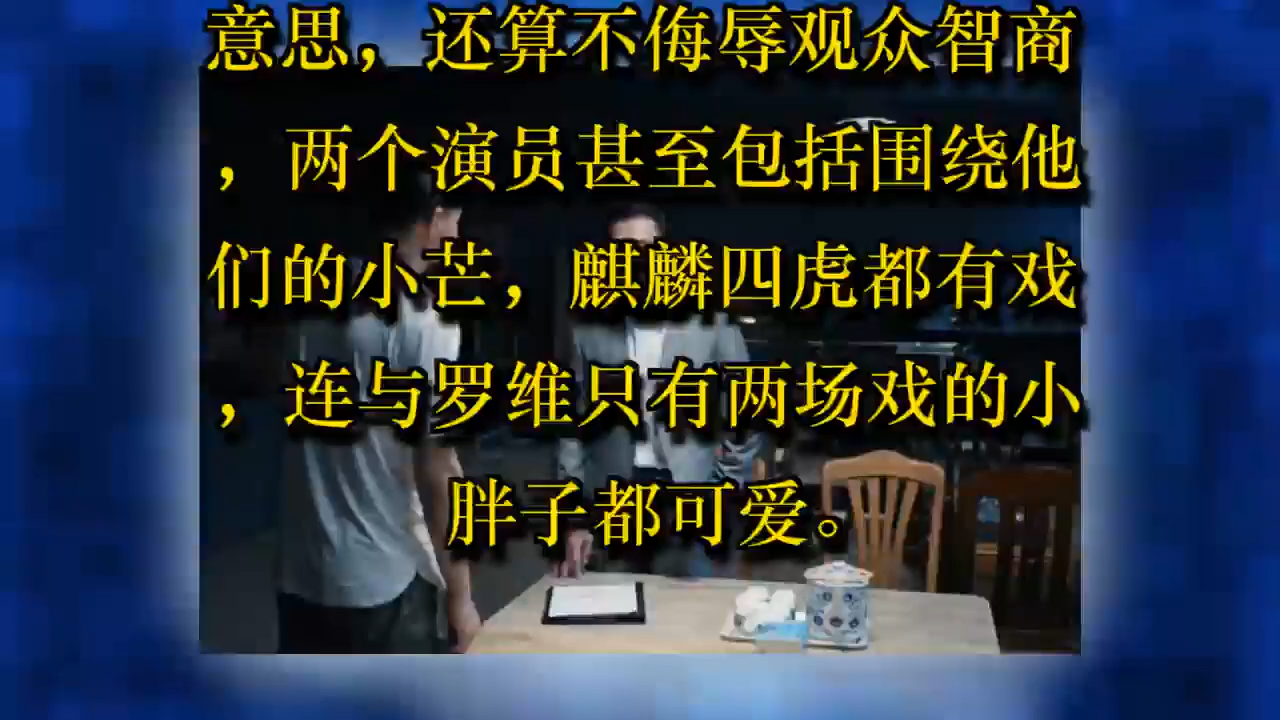 意思，还算不侮辱观众智商
，两个演员甚至包括围绕他
们的小芒，麒麟四虎都有戏
，连与罗维只有两场戏的小
胖子都可爱。